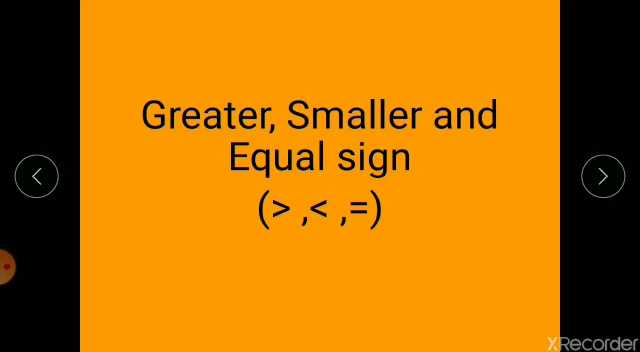 Greater, Smaller and
Equal sign
(> ,< ,=)
XRecorder